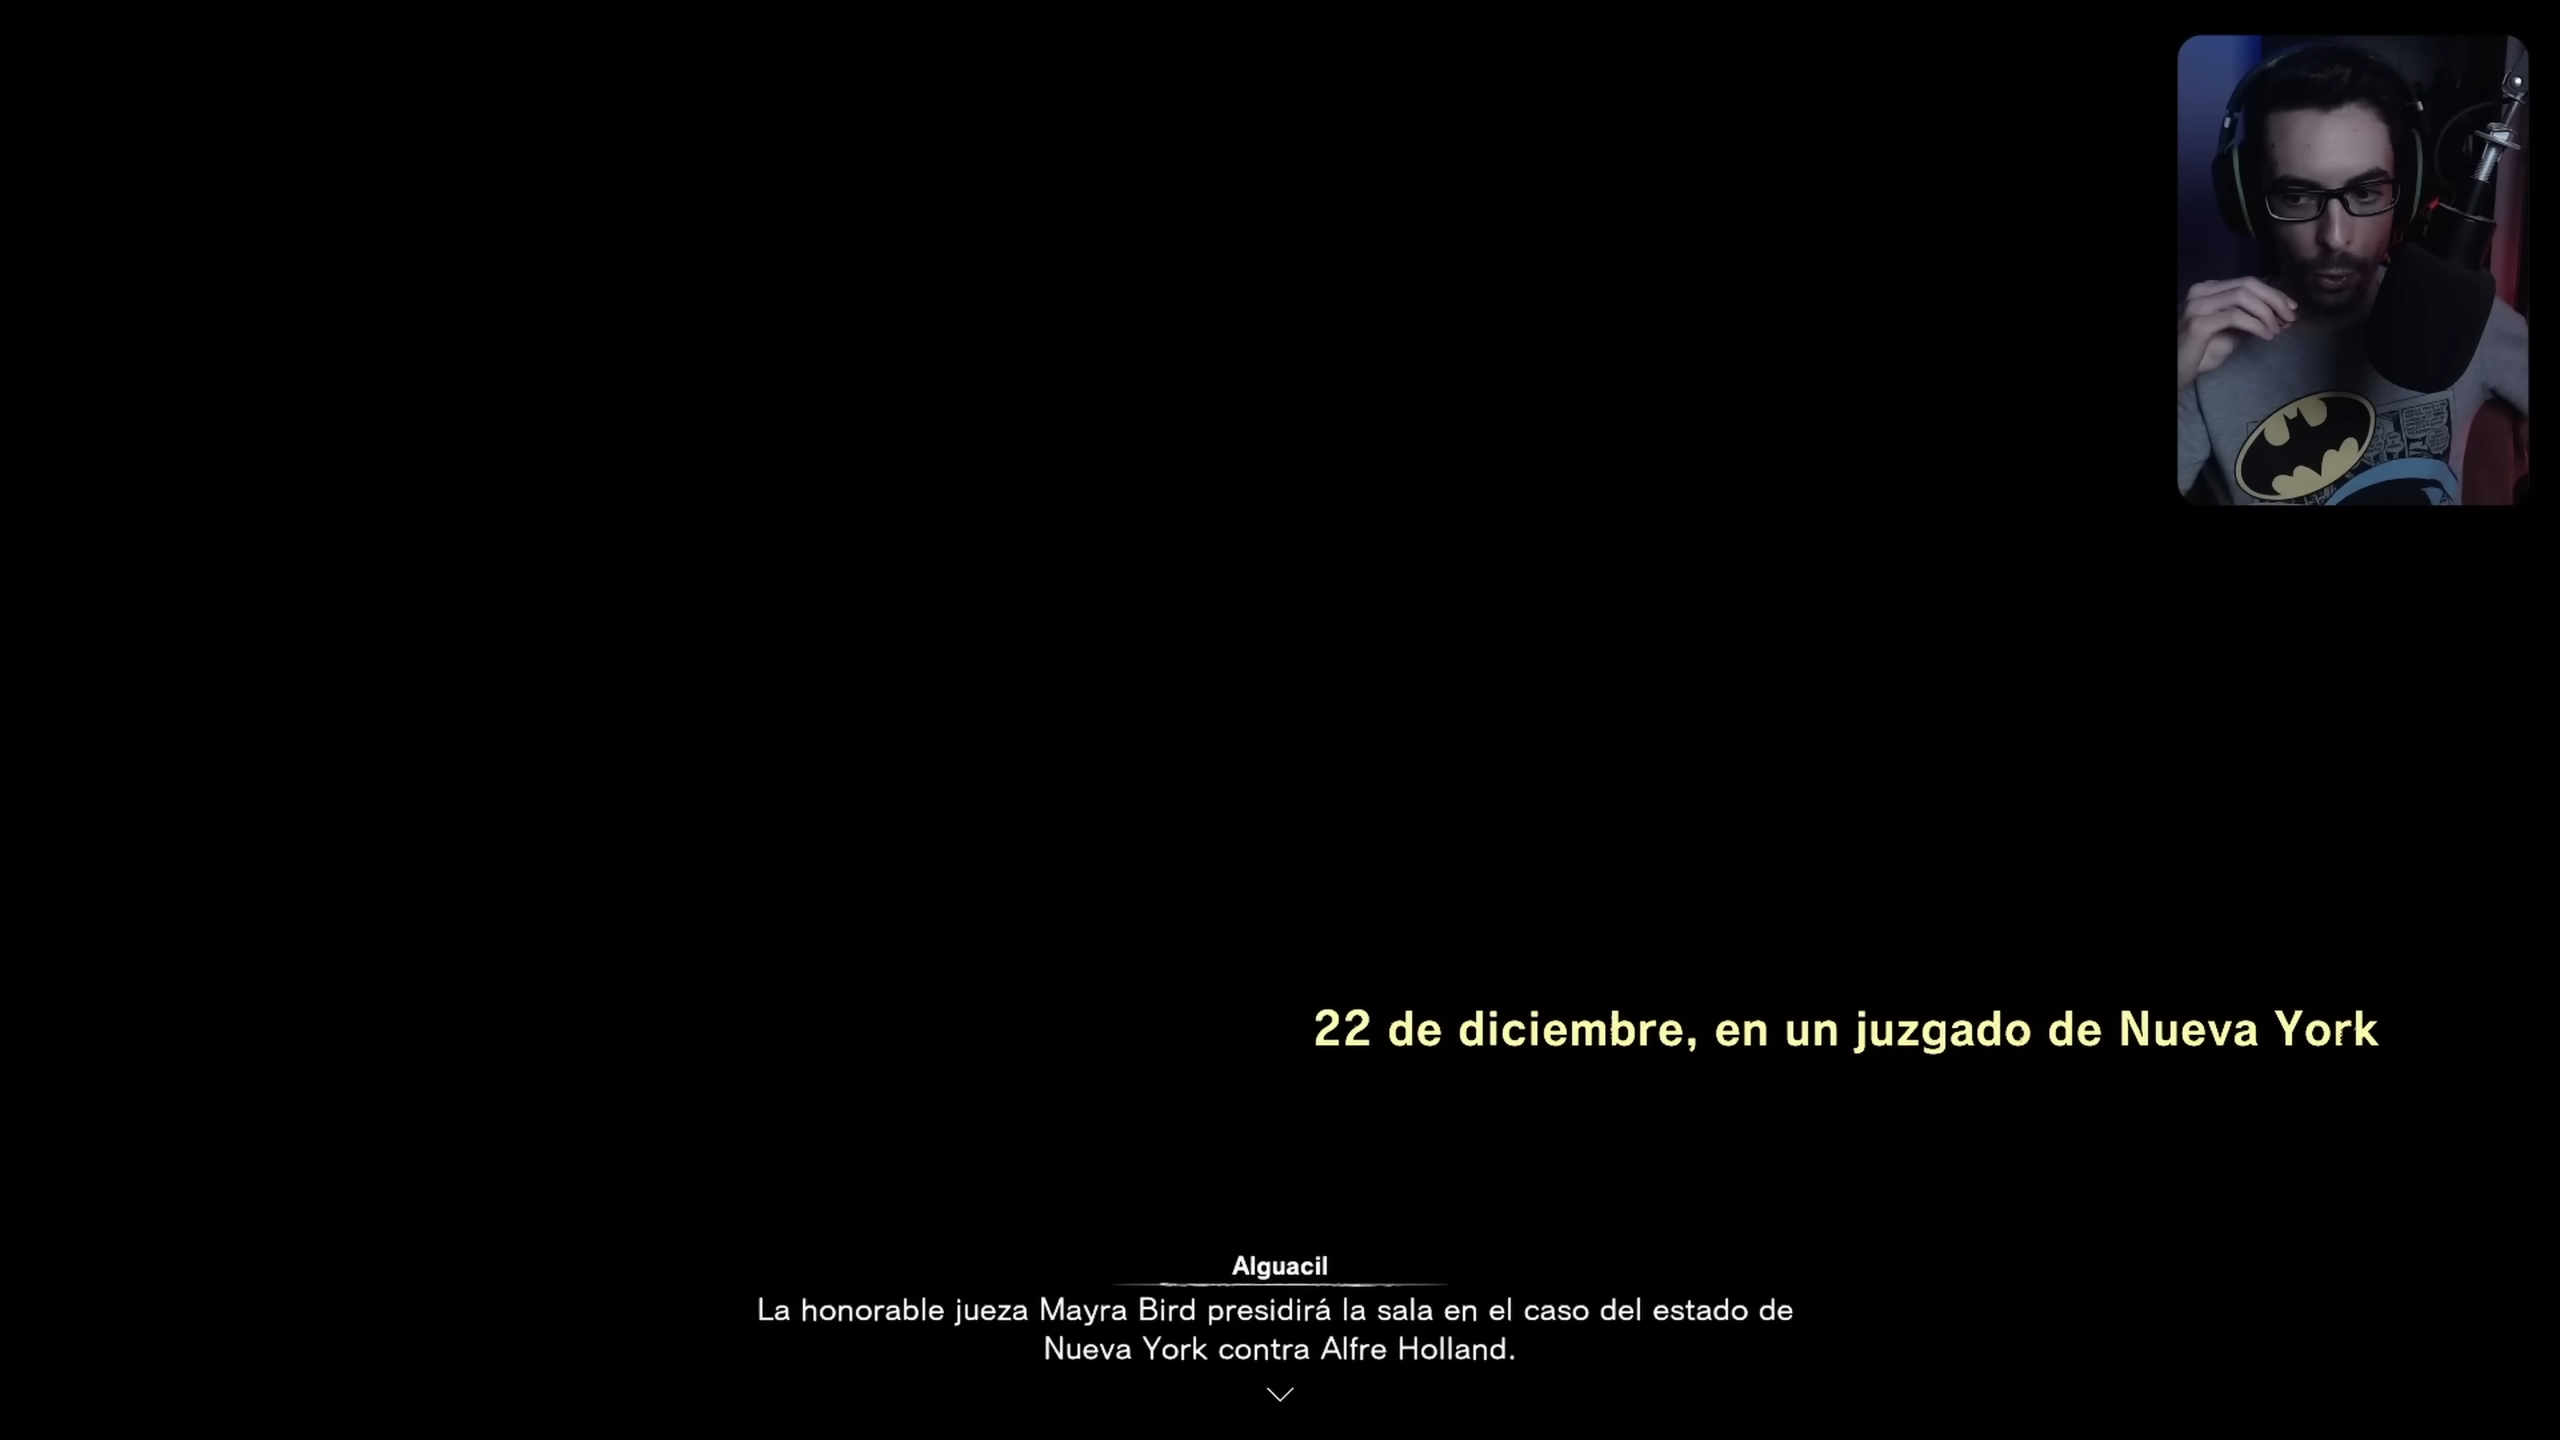 22 de diciembre, en un juzgado de Nueva York
Alguacil
La honorable jueza Mayra Bird presidirá la sala en el caso del estado de
Nueva York contra Alfre Holland.